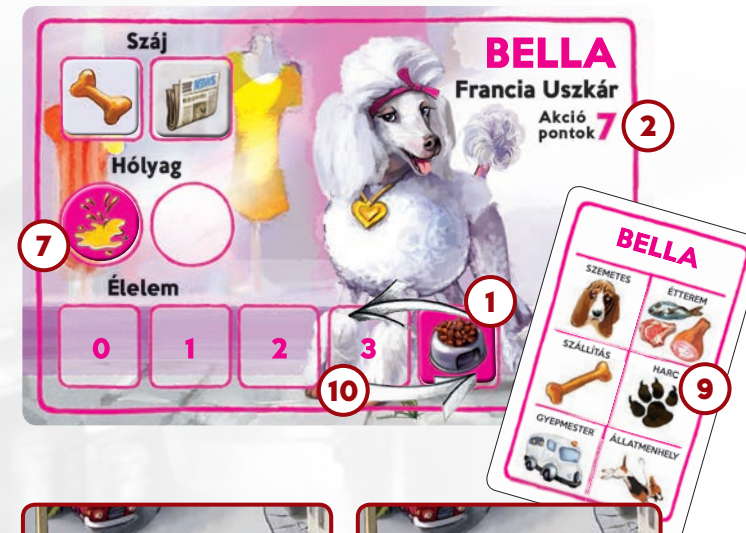 Száj
NEWS
BELLA
Francia Uszkár
Akció
pontok 7
2
Hólyag
7
Élelem
1
0 1 2 3
10
BELLA
SZEMETES
ÉTTEREM
SZÁLLÍTÁS
HARC
9
GYEPMESTER
ÁLLATMENHELY